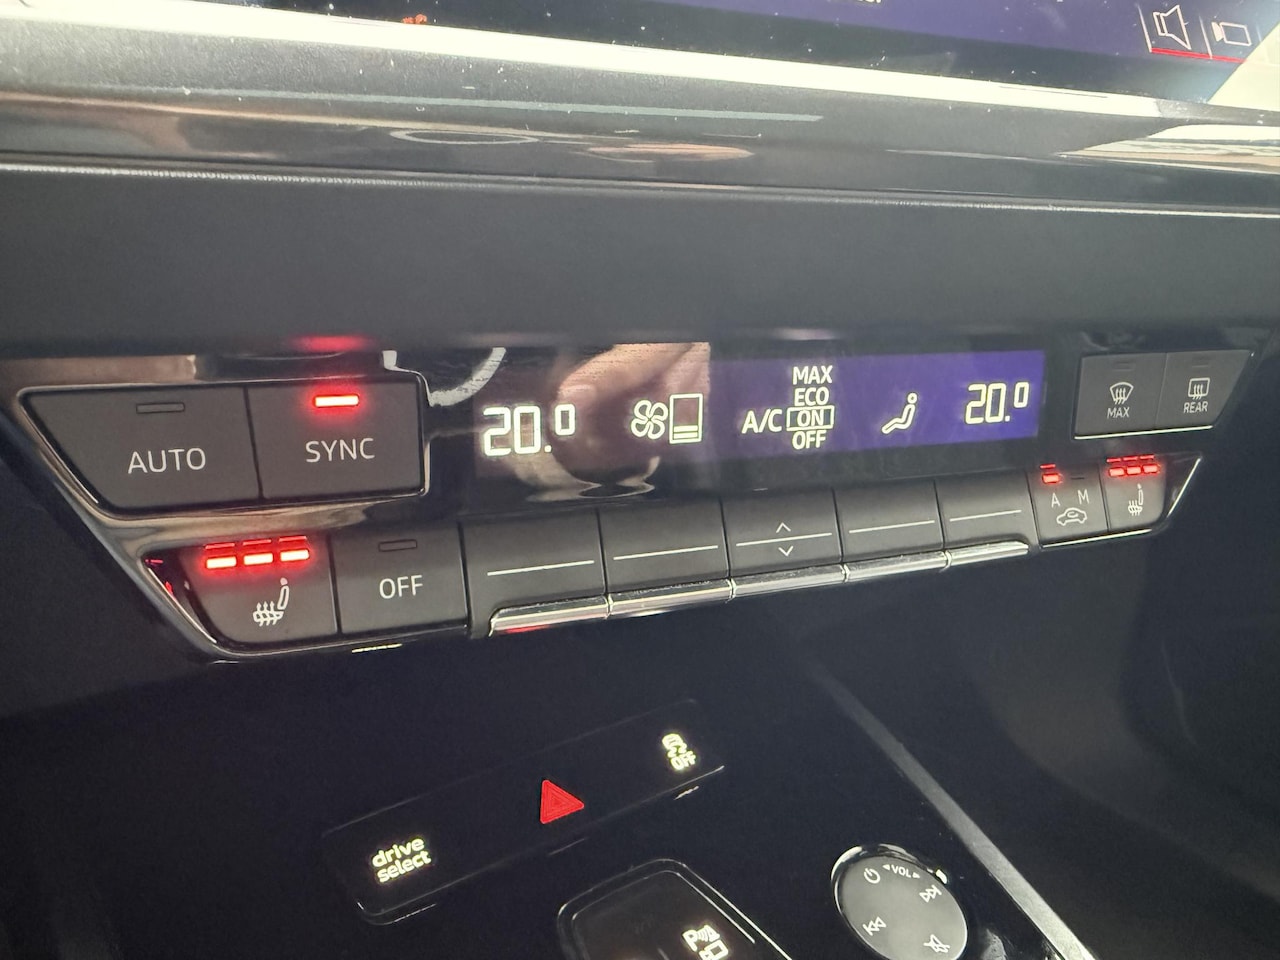 AUTO
SYNC
20.0
A/C
MAX
ECO
ON
OFF
20.0
MAX
REAR
OFF
A M
OFF
drive
select
VOL
P